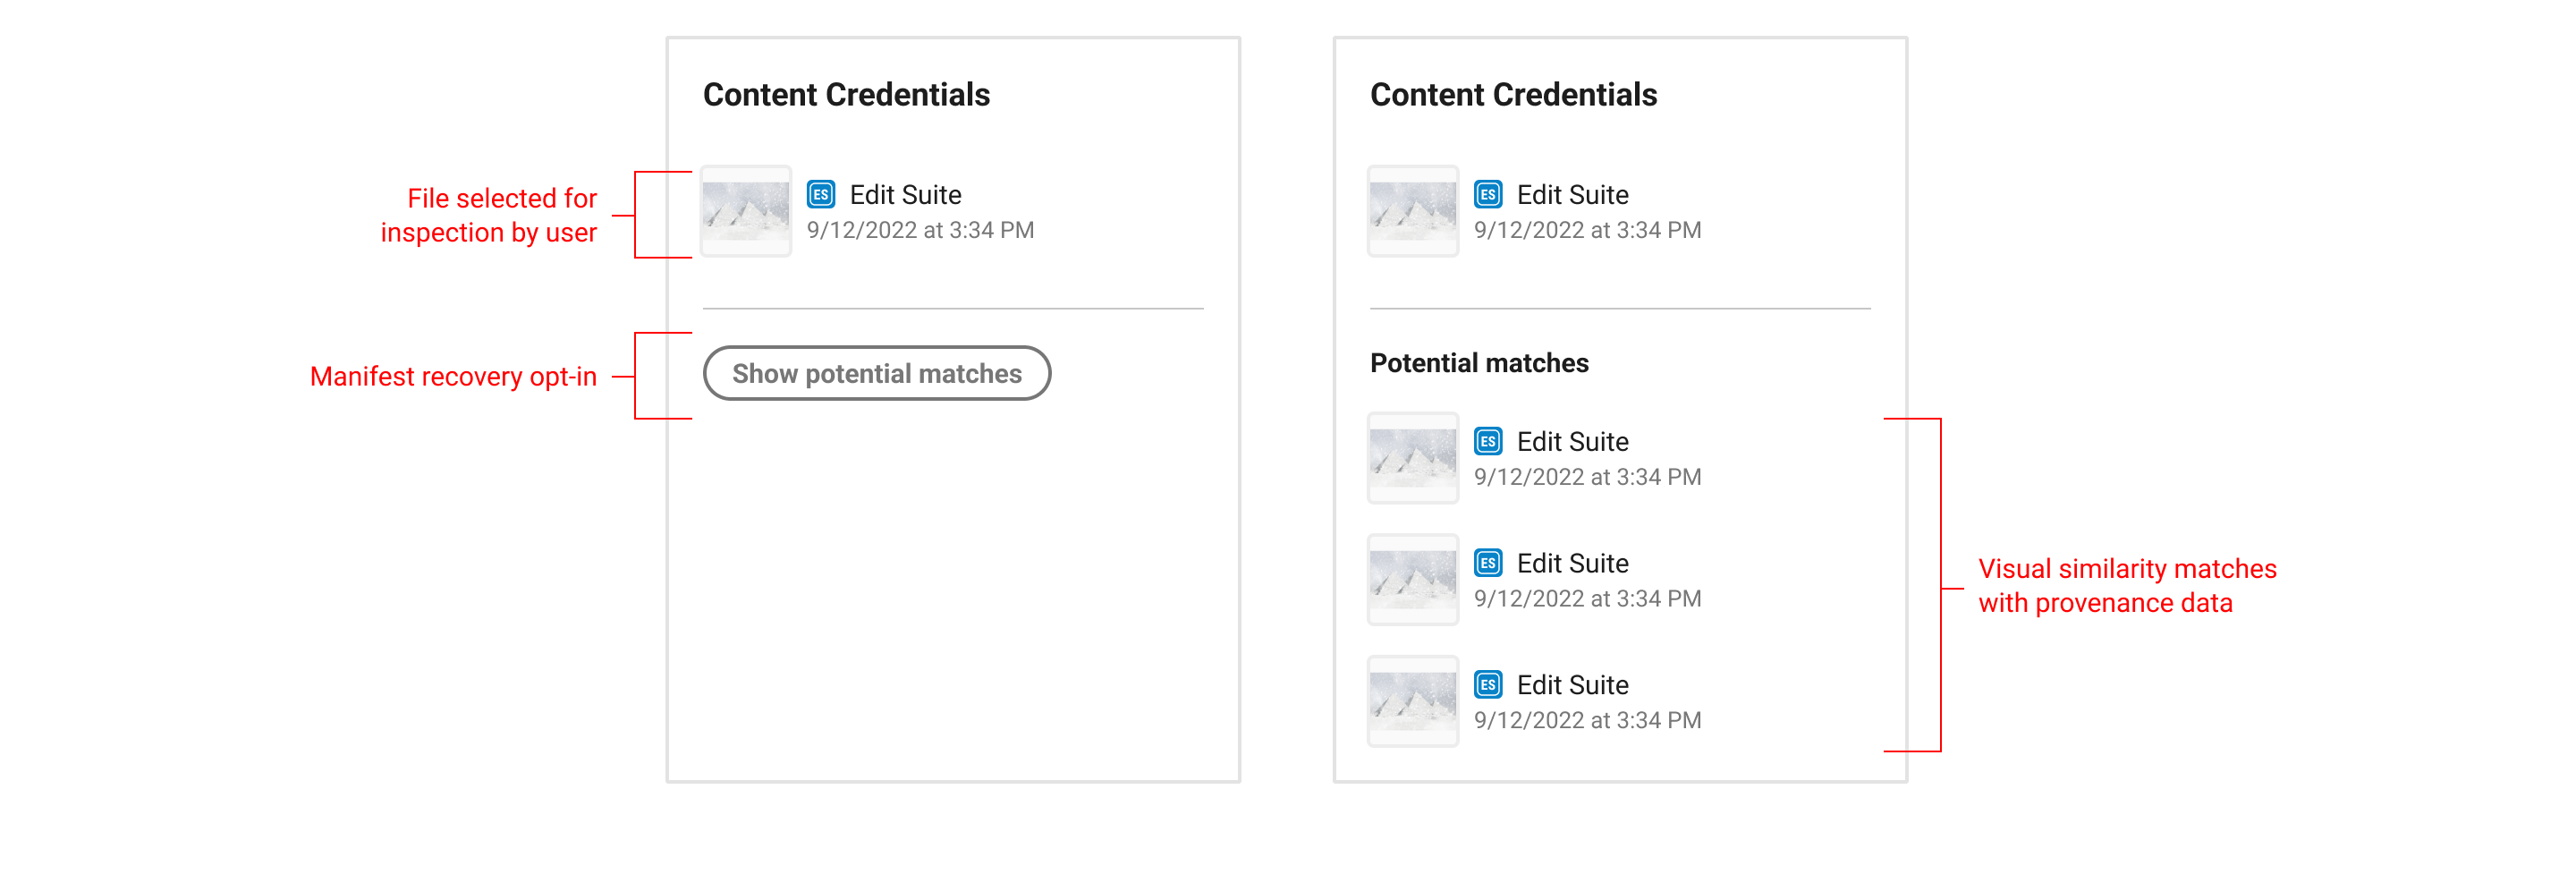 Content Credentials
File selected for
inspection by user
ES Edit Suite
9/12/2022 at 3:34 PM
Manifest recovery opt-in
Show potential matches
Content Credentials
ES Edit Suite
9/12/2022 at 3:34 PM
Potential matches
ES Edit Suite
9/12/2022 at 3:34 PM
ES Edit Suite
9/12/2022 at 3:34 PM
ES Edit Suite
9/12/2022 at 3:34 PM
Visual similarity matches
with provenance data